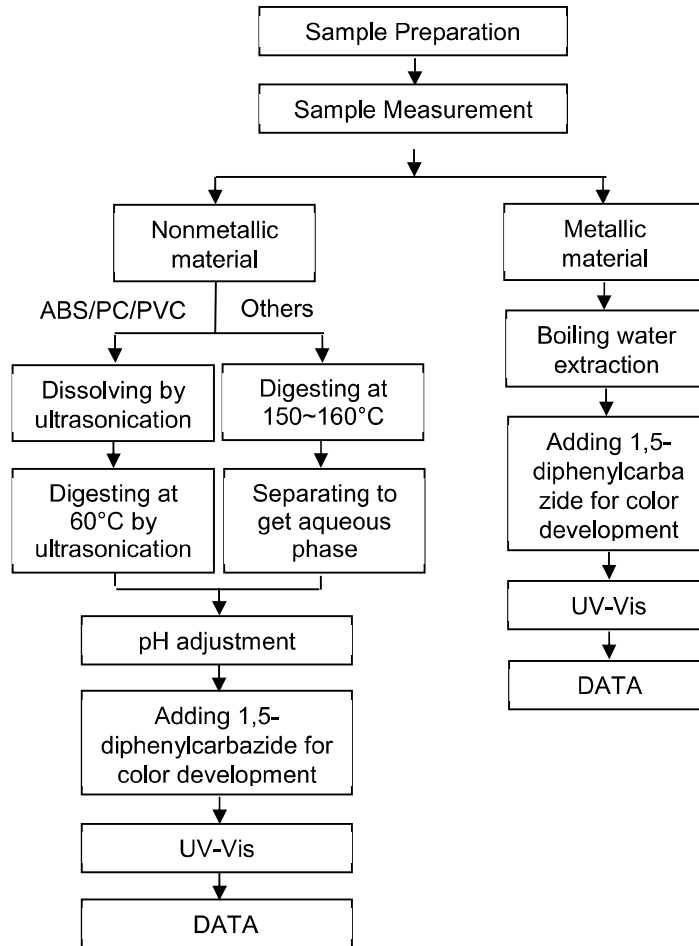 Sample Preparation
Sample Measurement
Nonmetallic
material
ABS/PC/PVC
Others
Dissolving by
ultrasonication
Digesting at
150~160°C
Digesting at
60°C by
ultrasonication
Separating to
get aqueous
phase
pH adjustment
Adding 1,5-
diphenylcarbazide for
color development
UV-Vis
DATA
Metallic
material
Boiling water
extraction
Adding 1,5-
diphenylcarba
zide for color
development
UV-Vis
DATA